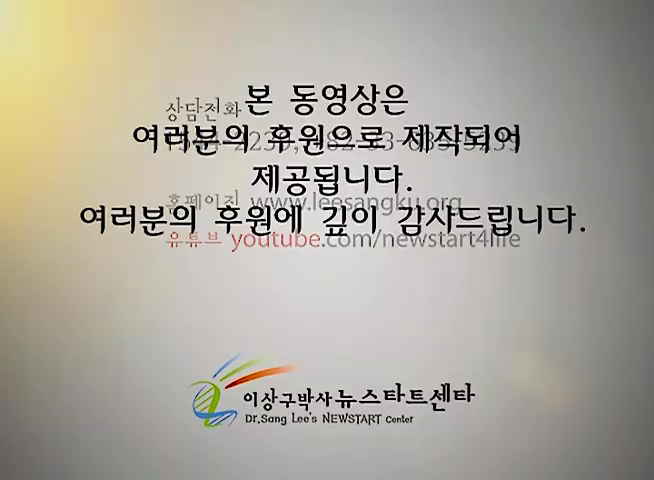 본 동영상은
상담전화
여러분의 후원으로 제작되어
제공됩니다.
홈페이지 www.leesangku.org
여러분의 후원에 깊이 감사드립니다.
유튜브 youtube.com/newstart4life
이상구박사 뉴스타트센타
Dr.Sang Lee's NEWSTART Center